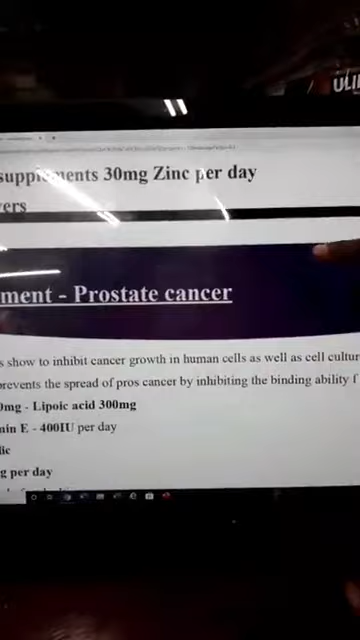 ULI
supplements 30mg Zinc per day
ers
ment - Prostate cancer
s show to inhibit cancer growth in human cells as well as cell cultur
prevents the spread of pros cancer by inhibiting the binding ability f
0mg - Lipoic acid 300mg
min E - 400IU per day
lic
g per day